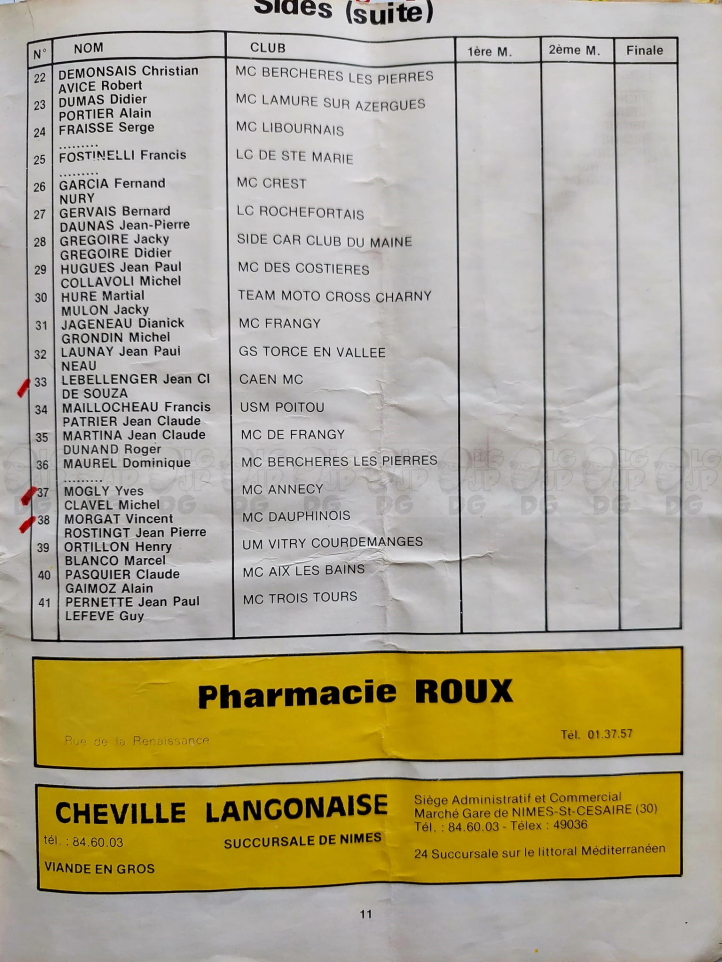 Sides (suite)
N° NOM CLUB 1ère M. 2ème M. Finale
22 DEMONSAIS Christian MC BERCHERES LES PIERRES
AVICE Robert
23 DUMAS Didier MC LAMURE SUR AZERGUES
PORTIER Alain
24 FRAISSE Serge MC LIBOURNAIS
.........
25 FOSTINELLI Francis LC DE STE MARIE
.........
26 GARCIA Fernand MC CREST
NURY
27 GERVAIS Bernard LC ROCHEFORTAIS
DAUNAS Jean-Pierre
28 GREGOIRE Jacky SIDE CAR CLUB DU MAINE
GREGOIRE Didier
29 HUGUES Jean Paul MC DES COSTIERES
COLLAVOLI Michel
30 HURE Martial TEAM MOTO CROSS CHARNY
MULON Jacky
31 JAGENEAU Dianick MC FRANGY
GRONDIN Michel
32 LAUNAY Jean Paul GS TORCE EN VALLEE
NEAU
33 LEBELLENGER Jean Cl CAEN MC
DE SOUZA
34 MAILLOCHEAU Francis USM POITOU
PATRIER Jean Claude
35 MARTINA Jean Claude MC DE FRANGY
DUNAND Roger
36 MAUREL Dominique MC BERCHERES LES PIERRES
.........
37 MOGLY Yves MC ANNECY
CLAVEL Michel
38 MORGAT Vincent MC DAUPHINOIS
ROSTINGT Jean Pierre
39 ORTILLON Henry UM VITRY COURDEMANGES
BLANCO Marcel
40 PASQUIER Claude MC AIX LES BAINS
GAIMOZ Alain
41 PERNETTE Jean Paul MC TROIS TOURS
LEFEVE Guy
Pharmacie ROUX
Rue de la Renaissance Tél. 01.37.57
CHEVILLE LANGONAISE
tél. : 84.60.03 SUCCURSALE DE NIMES
VIANDE EN GROS
Siège Administratif et Commercial
Marché Gare de NIMES-St-CESAIRE (30)
Tél. : 84.60.03 - Télex : 49036
24 Succursale sur le littoral Méditerranéen
11